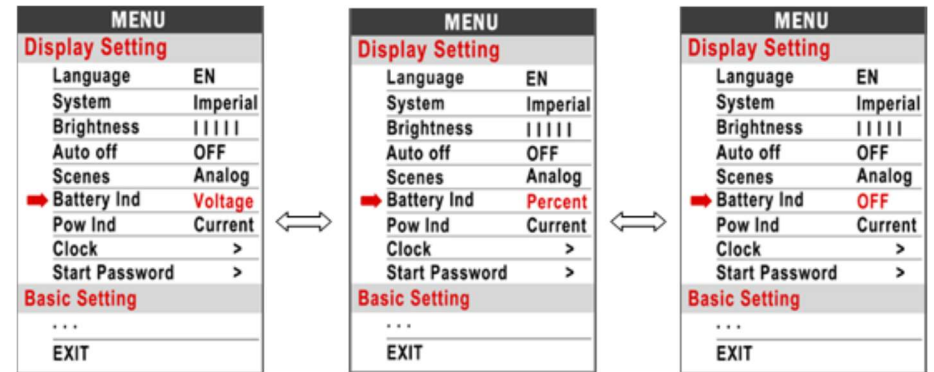 MENU
Display Setting
Language EN
System Imperial
Brightness | | | | |
Auto off OFF
Scenes Analog
Battery Ind Voltage
Pow Ind Current
Clock >
Start Password >
Basic Setting
. . .
EXIT
MENU
Display Setting
Language EN
System Imperial
Brightness | | | | |
Auto off OFF
Scenes Analog
Battery Ind Percent
Pow Ind Current
Clock >
Start Password >
Basic Setting
. . .
EXIT
MENU
Display Setting
Language EN
System Imperial
Brightness | | | | |
Auto off OFF
Scenes Analog
Battery Ind OFF
Pow Ind Current
Clock >
Start Password >
Basic Setting
. . .
EXIT